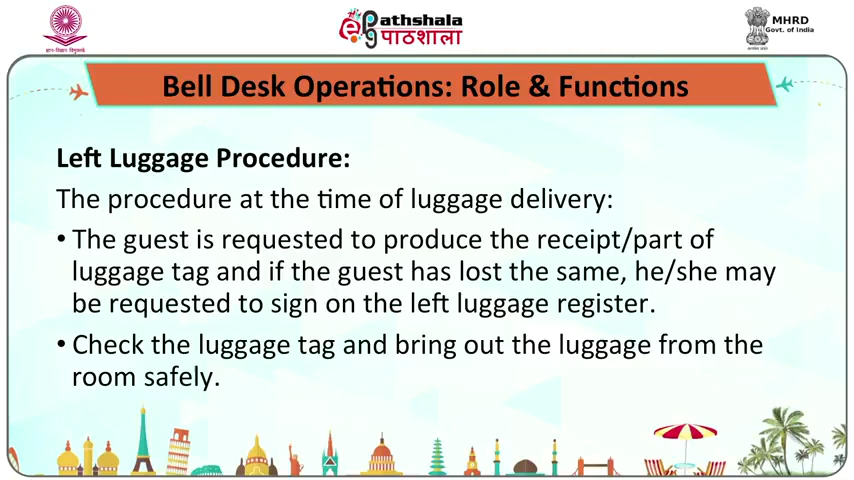 ePathshala
पाठशाला
MHRD
Govt. of India
Bell Desk Operations: Role & Functions
Left Luggage Procedure:
The procedure at the time of luggage delivery:
• The guest is requested to produce the receipt/part of
luggage tag and if the guest has lost the same, he/she may
be requested to sign on the left luggage register.
• Check the luggage tag and bring out the luggage from the
room safely.